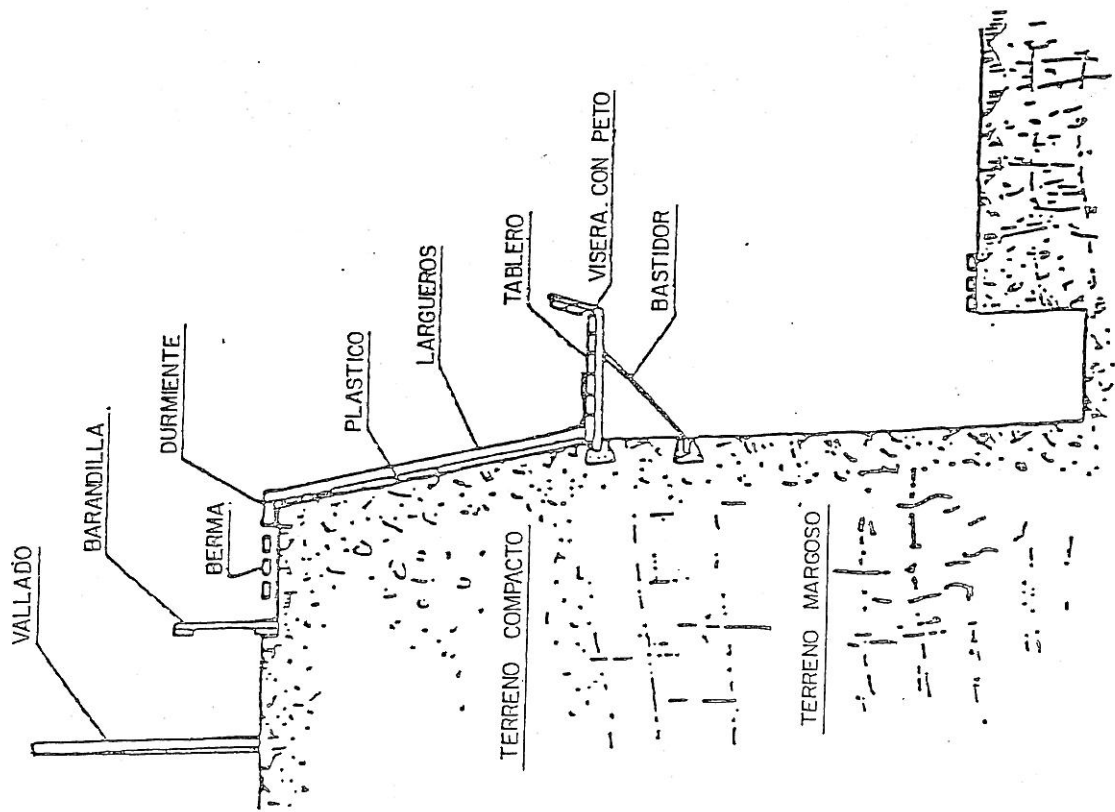 VALLADO
BARANDILLA
DURMIENTE
BERMA
PLASTICO
LARGUEROS
TABLERO
VISERA. CON PETO
BASTIDOR
TERRENO COMPACTO
TERRENO MARGOSO